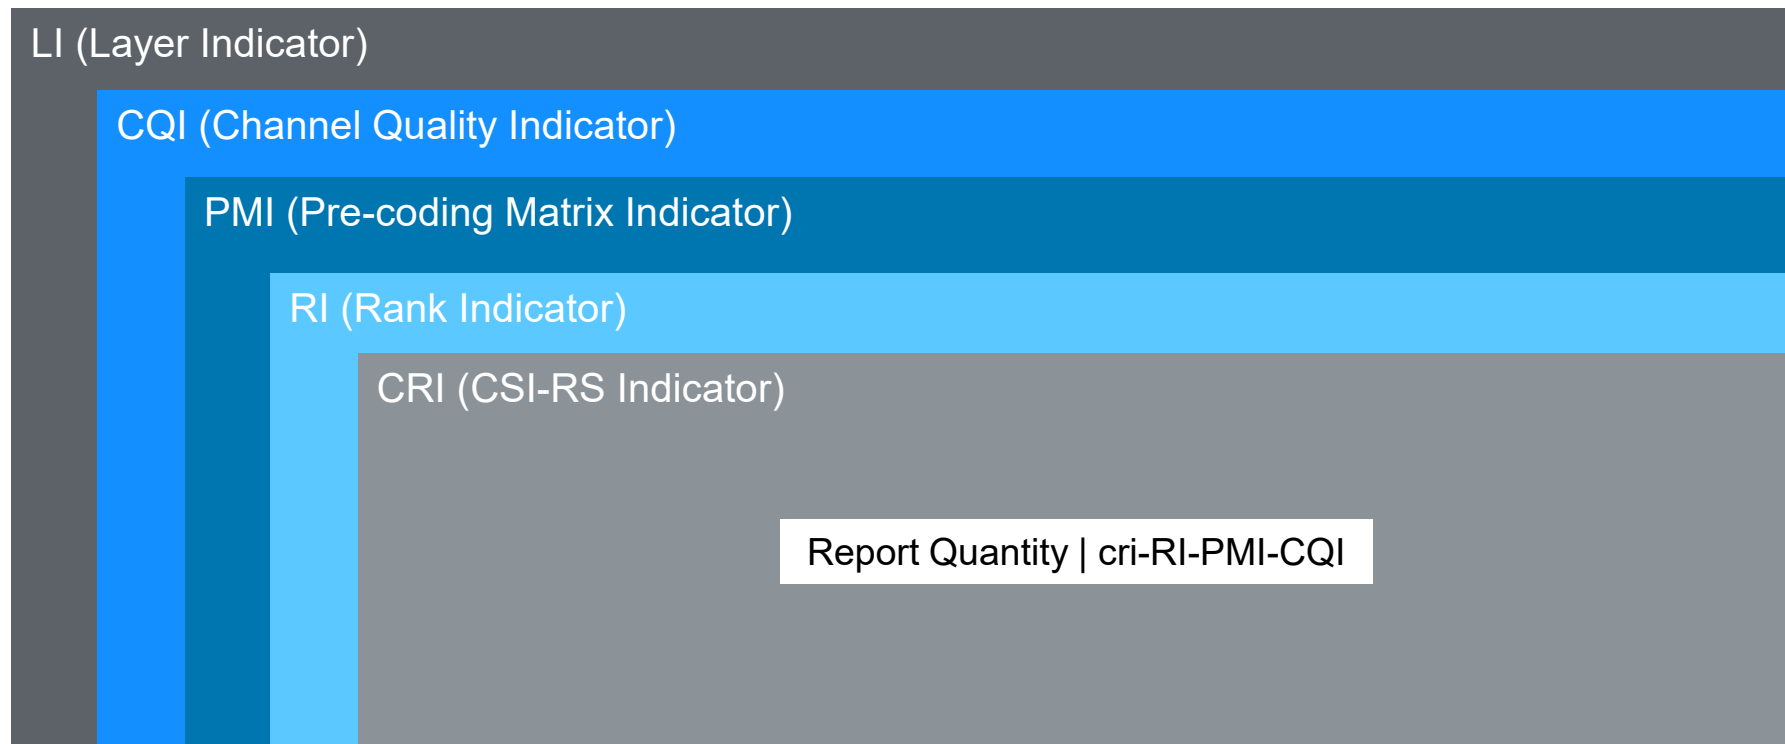 LI (Layer Indicator)
CQI (Channel Quality Indicator)
PMI (Pre-coding Matrix Indicator)
RI (Rank Indicator)
CRI (CSI-RS Indicator)
Report Quantity | cri-RI-PMI-CQI